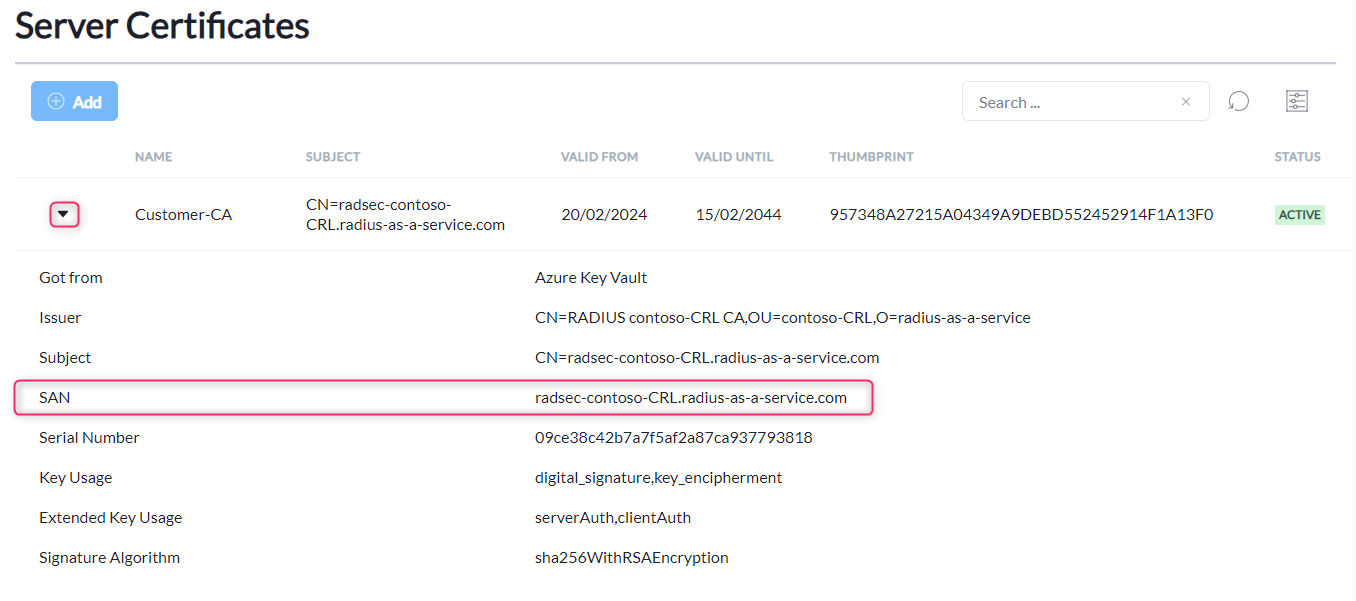 Server Certificates
Add
Search ...
NAME SUBJECT VALID FROM VALID UNTIL THUMBPRINT STATUS
Customer-CA CN=radsec-contoso-CRL.radius-as-a-service.com 20/02/2024 15/02/2044 957348A27215A04349A9DEBD552452914F1A13F0 ACTIVE
Got from Azure Key Vault
Issuer CN=RADIUS contoso-CRL CA,OU=contoso-CRL,O=radius-as-a-service
Subject CN=radsec-contoso-CRL.radius-as-a-service.com
SAN radsec-contoso-CRL.radius-as-a-service.com
Serial Number 09ce38c42b7a7f5af2a87ca937793818
Key Usage digital_signature,key_encipherment
Extended Key Usage serverAuth,clientAuth
Signature Algorithm sha256WithRSAEncryption